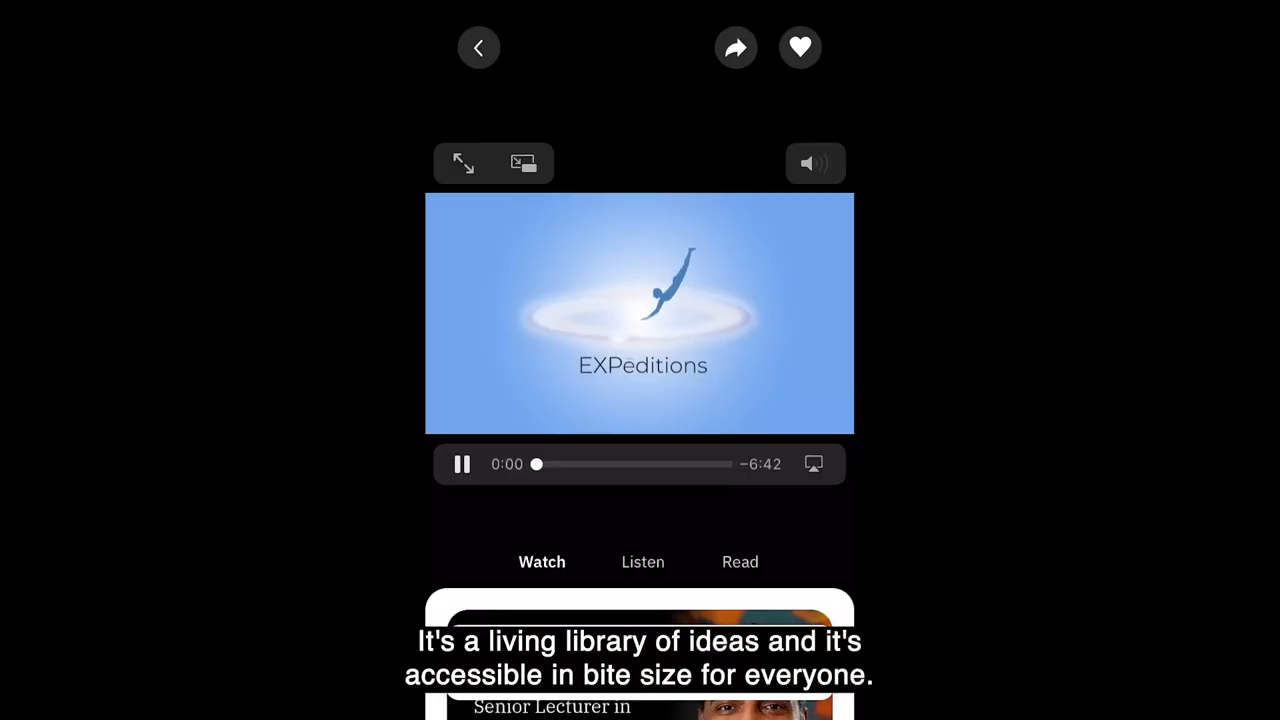 EXPeditions
0:00
−6:42
Watch
Listen
Read
It's a living library of ideas and it's
accessible in bite size for everyone.
Senior Lecturer in